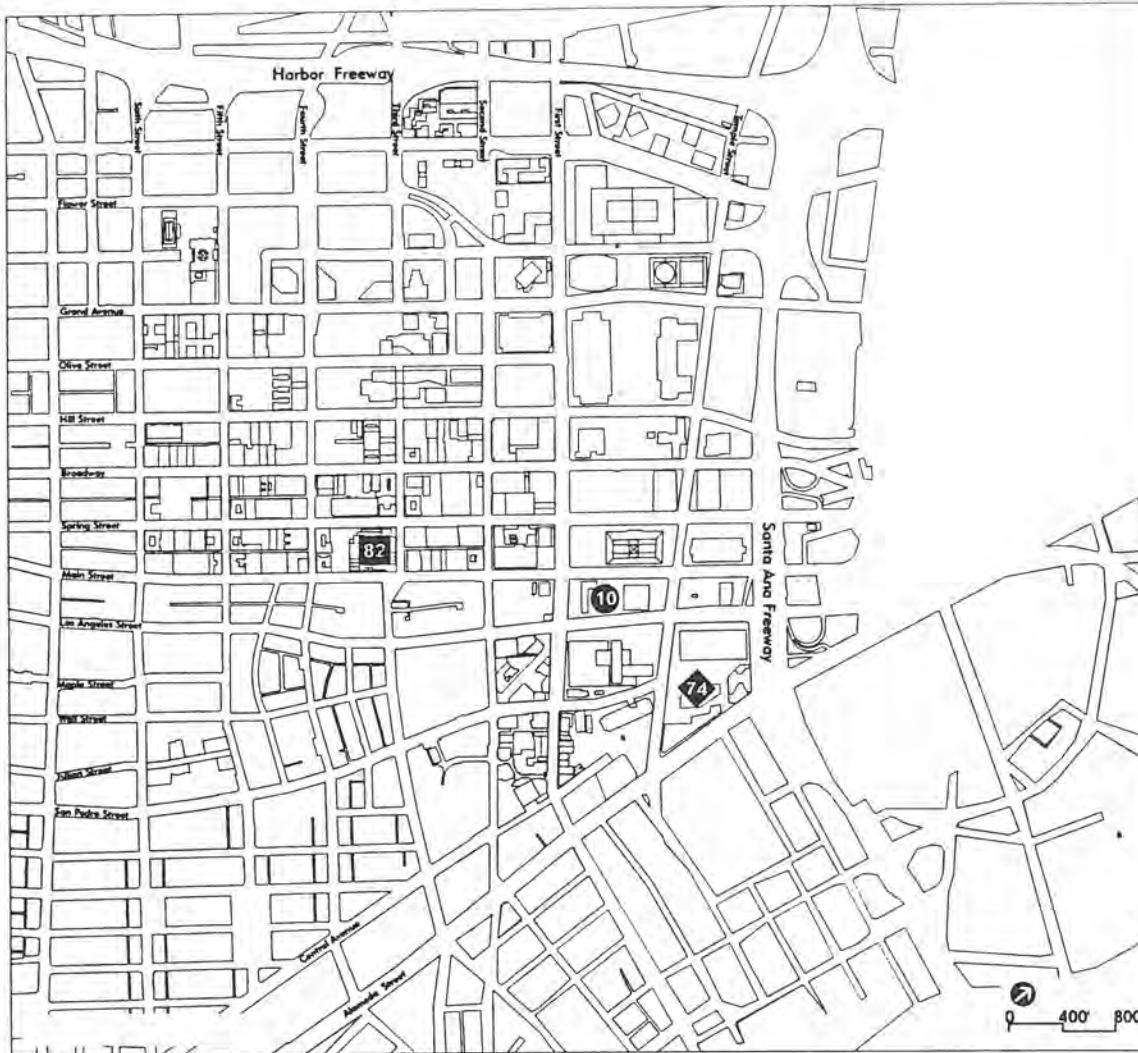 Harbor Freeway
Sixth Street
Fifth Street
Fourth Street
Third Street
Second Street
First Street
Temple Street
Flower Street
Grand Avenue
Olive Street
Hill Street
Broadway
Spring Street
82
Main Street
10
Los Angeles Street
Santa Ana Freeway
Maple Street
74
Wall Street
Julian Street
San Pedro Street
Central Avenue
Alameda Street
0 400' 800